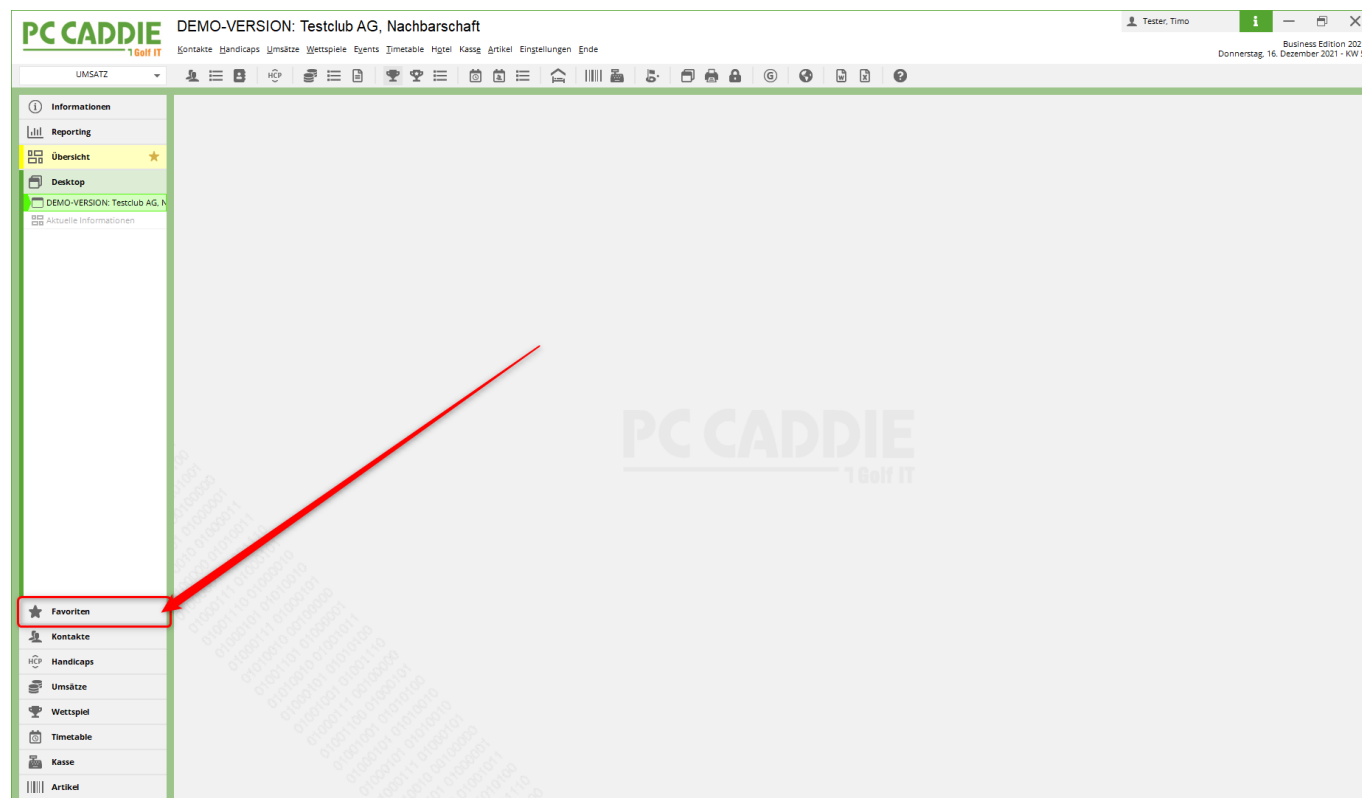 PC CADDIE
Golf IT
DEMO-VERSION: Testclub AG, Nachbarschaft
Kontakte Handicaps Umsätze Wettspiele Events Timetable Hotel Kasse Artikel Einstellungen Ende
Tester, Timo
Business Edition 202
Donnerstag, 16. Dezember 2021 - KW
UMSATZ
HCP
Informationen
Reporting
Übersicht
Desktop
DEMO-VERSION: Testclub AG, N
Aktuelle Informationen
PC CADDIE
Golf IT
Favoriten
Kontakte
HCP Handicaps
Umsätze
Wettspiel
Timetable
Kasse
Artikel